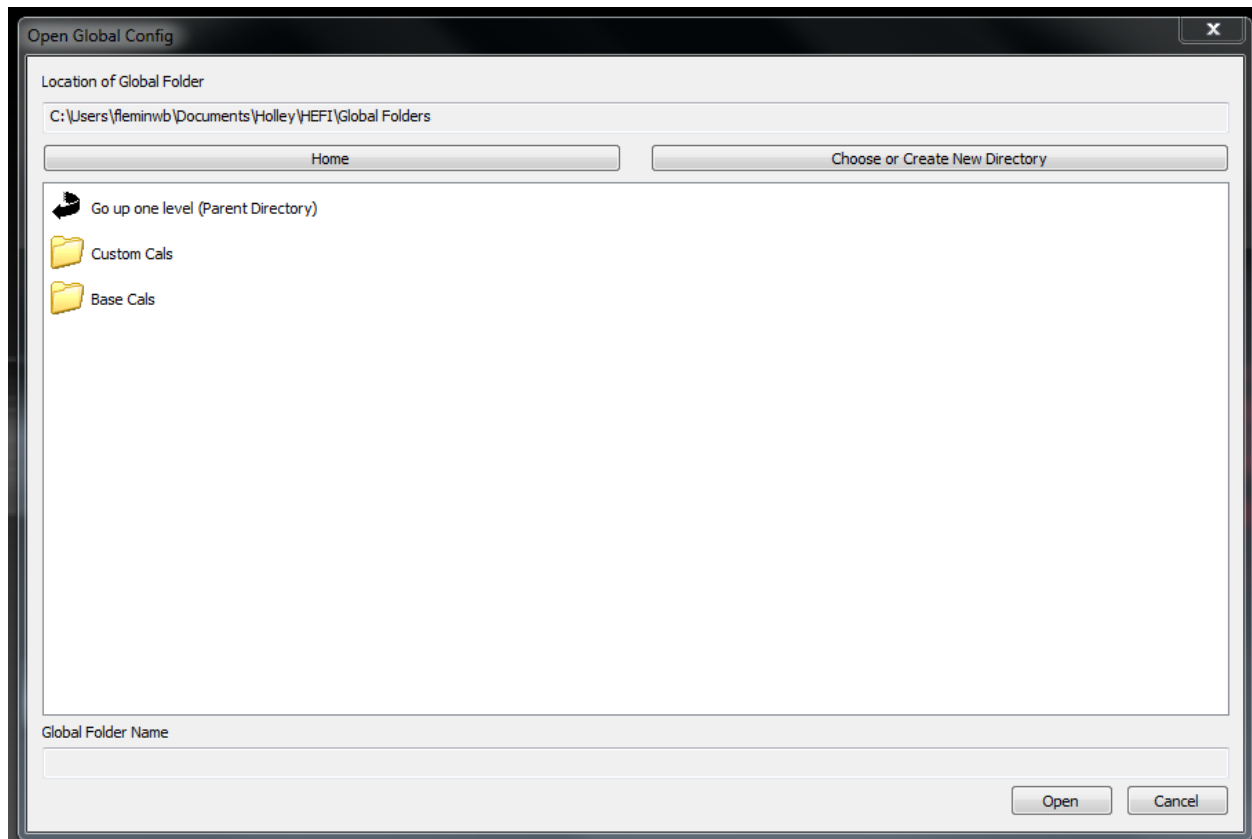 Open Global Config
X
Location of Global Folder
C:\Users\fleminwb\Documents\Holley\HEFI\Global Folders
Home Choose or Create New Directory
Go up one level (Parent Directory)
Custom Cals
Base Cals
Global Folder Name
Open Cancel